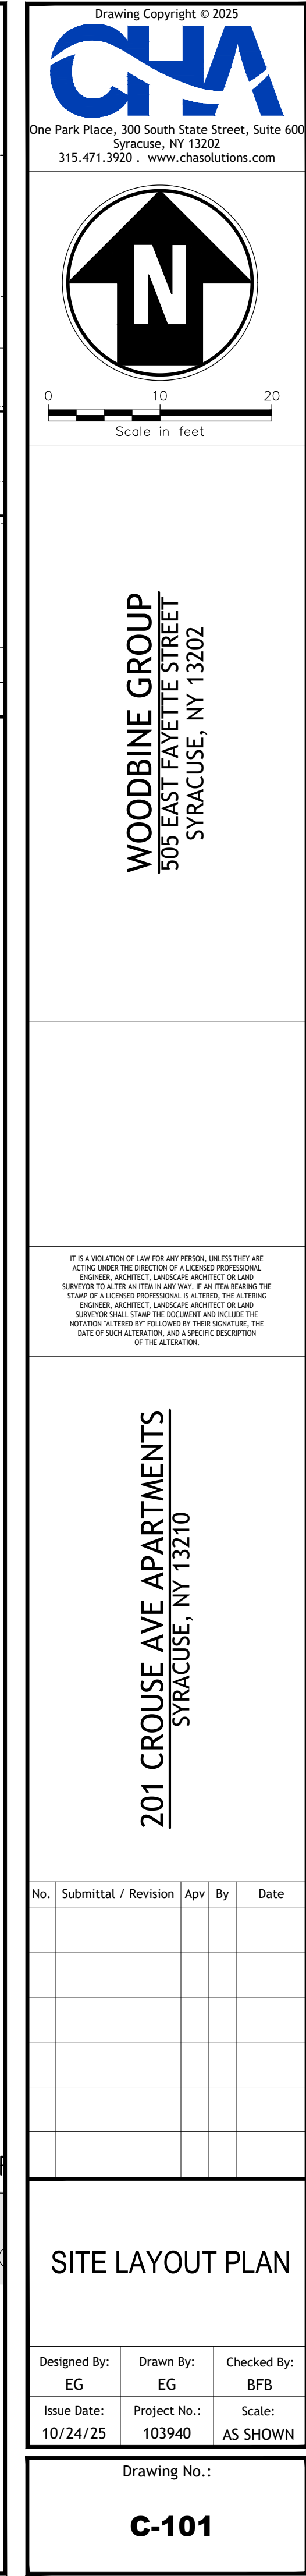 Drawing Copyright © 2025
CHA
One Park Place, 300 South State Street, Suite 600
Syracuse, NY 13202
315.471.3920 . www.chasolutions.com
N
0 10 20
Scale in feet
WOODBINE GROUP
505 EAST FAYETTE STREET
SYRACUSE, NY 13202
IT IS A VIOLATION OF LAW FOR ANY PERSON, UNLESS THEY ARE
ACTING UNDER THE DIRECTION OF A LICENSED PROFESSIONAL
ENGINEER, ARCHITECT, LANDSCAPE ARCHITECT OR LAND
SURVEYOR TO ALTER AN ITEM IN ANY WAY. IF AN ITEM BEARING THE
STAMP OF A LICENSED PROFESSIONAL IS ALTERED, THE ALTERING
ENGINEER, ARCHITECT, LANDSCAPE ARCHITECT OR LAND
SURVEYOR SHALL STAMP THE DOCUMENT AND INCLUDE THE
NOTATION "ALTERED BY" FOLLOWED BY THEIR SIGNATURE, THE
DATE OF SUCH ALTERATION, AND A SPECIFIC DESCRIPTION
OF THE ALTERATION.
201 CROUSE AVE APARTMENTS
SYRACUSE, NY 13210
No. Submittal / Revision Apv By Date
SITE LAYOUT PLAN
Designed By: Drawn By: Checked By:
EG EG BFB
Issue Date: Project No.: Scale:
10/24/25 103940 AS SHOWN
Drawing No.:
C-101